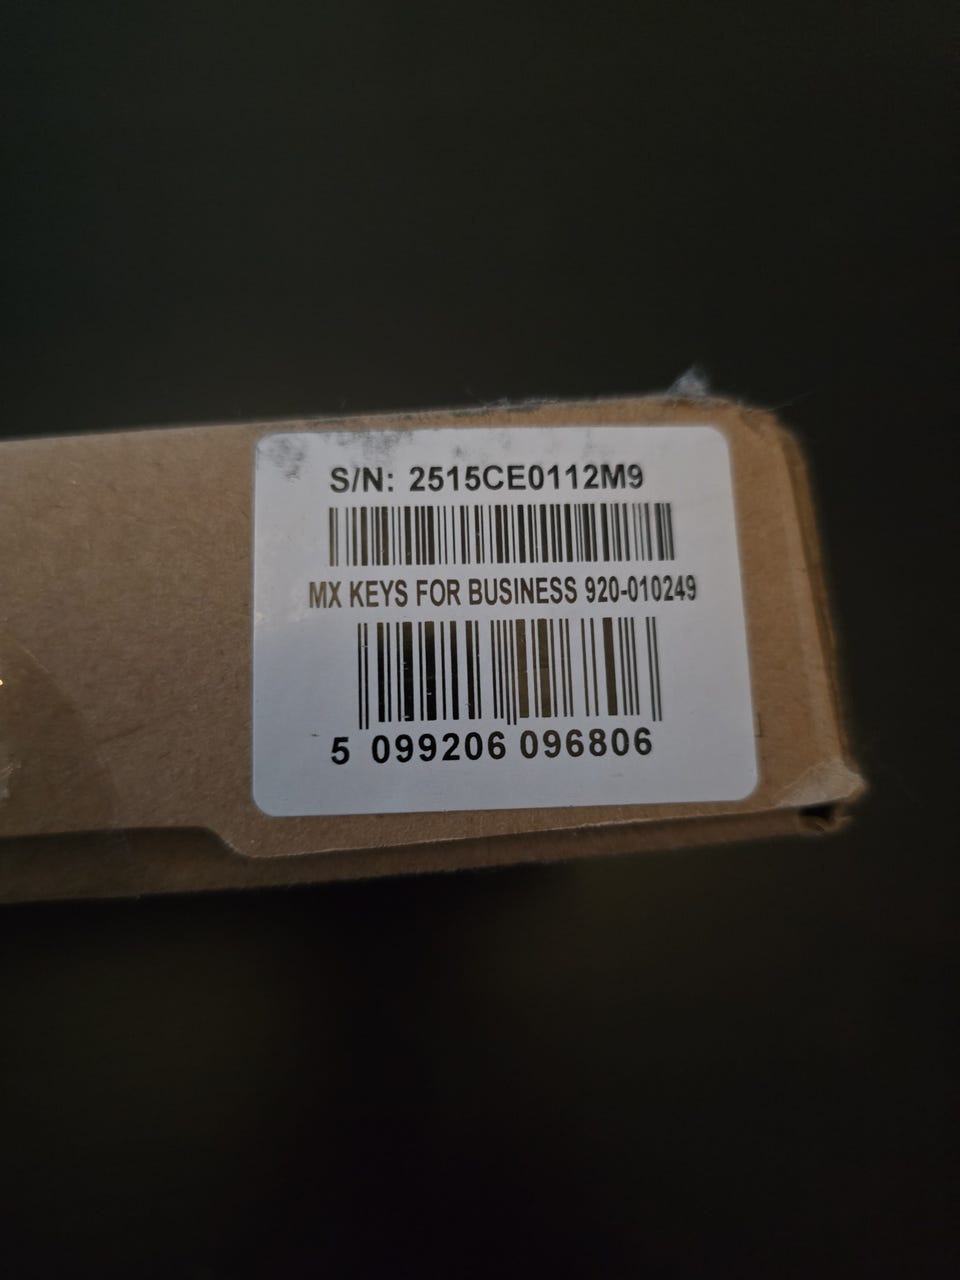 S/N: 2515CE0112M9
MX KEYS FOR BUSINESS 920-010249
5 099206 096806